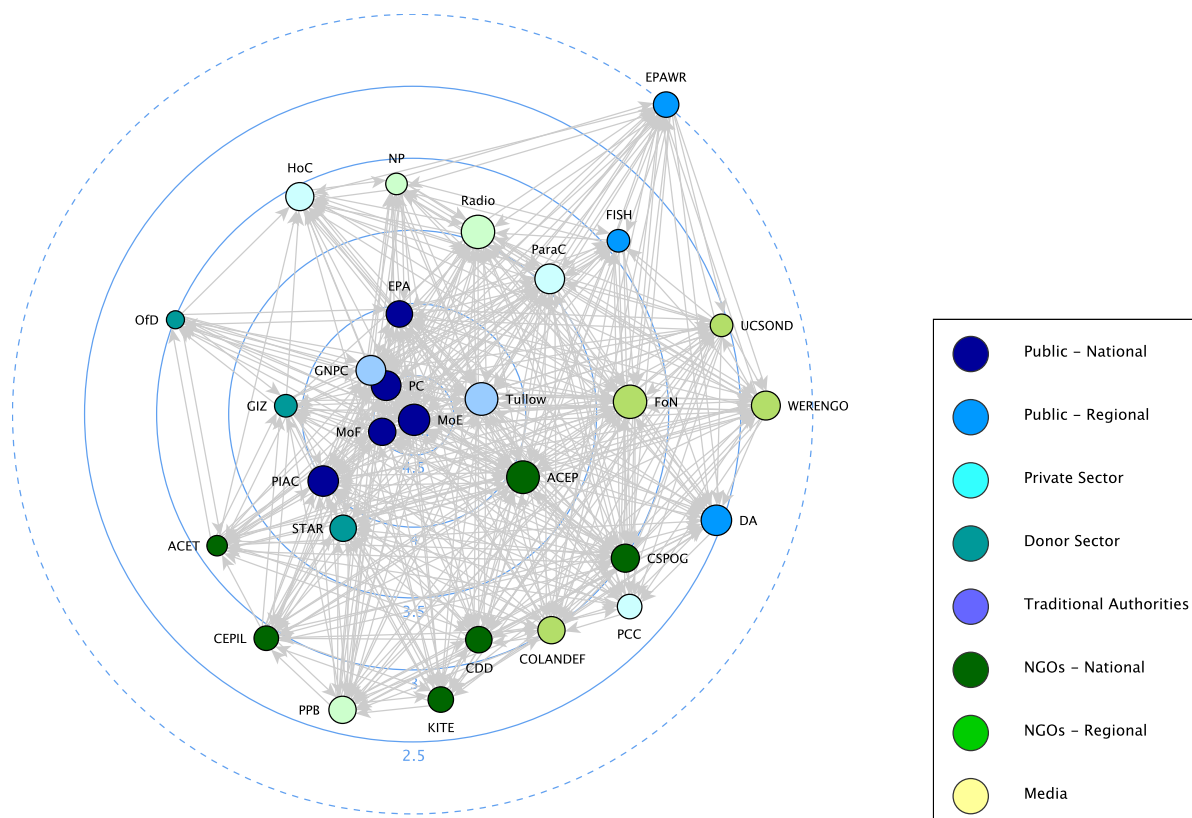 EPAWR
NP
HoC
Radio
FISH
ParaC
EPA
OfD
UCSOND
GNPC
PC
Tullow
GIZ
FoN
WERENGO
MoE
MoF
4.5
PIAC
ACEP
STAR
DA
4
ACET
CSPOG
3.5
PCC
CEPIL
CDD
COLANDEF
3
PPB
KITE
2.5
Public – National
Public – Regional
Private Sector
Donor Sector
Traditional Authorities
NGOs – National
NGOs – Regional
Media